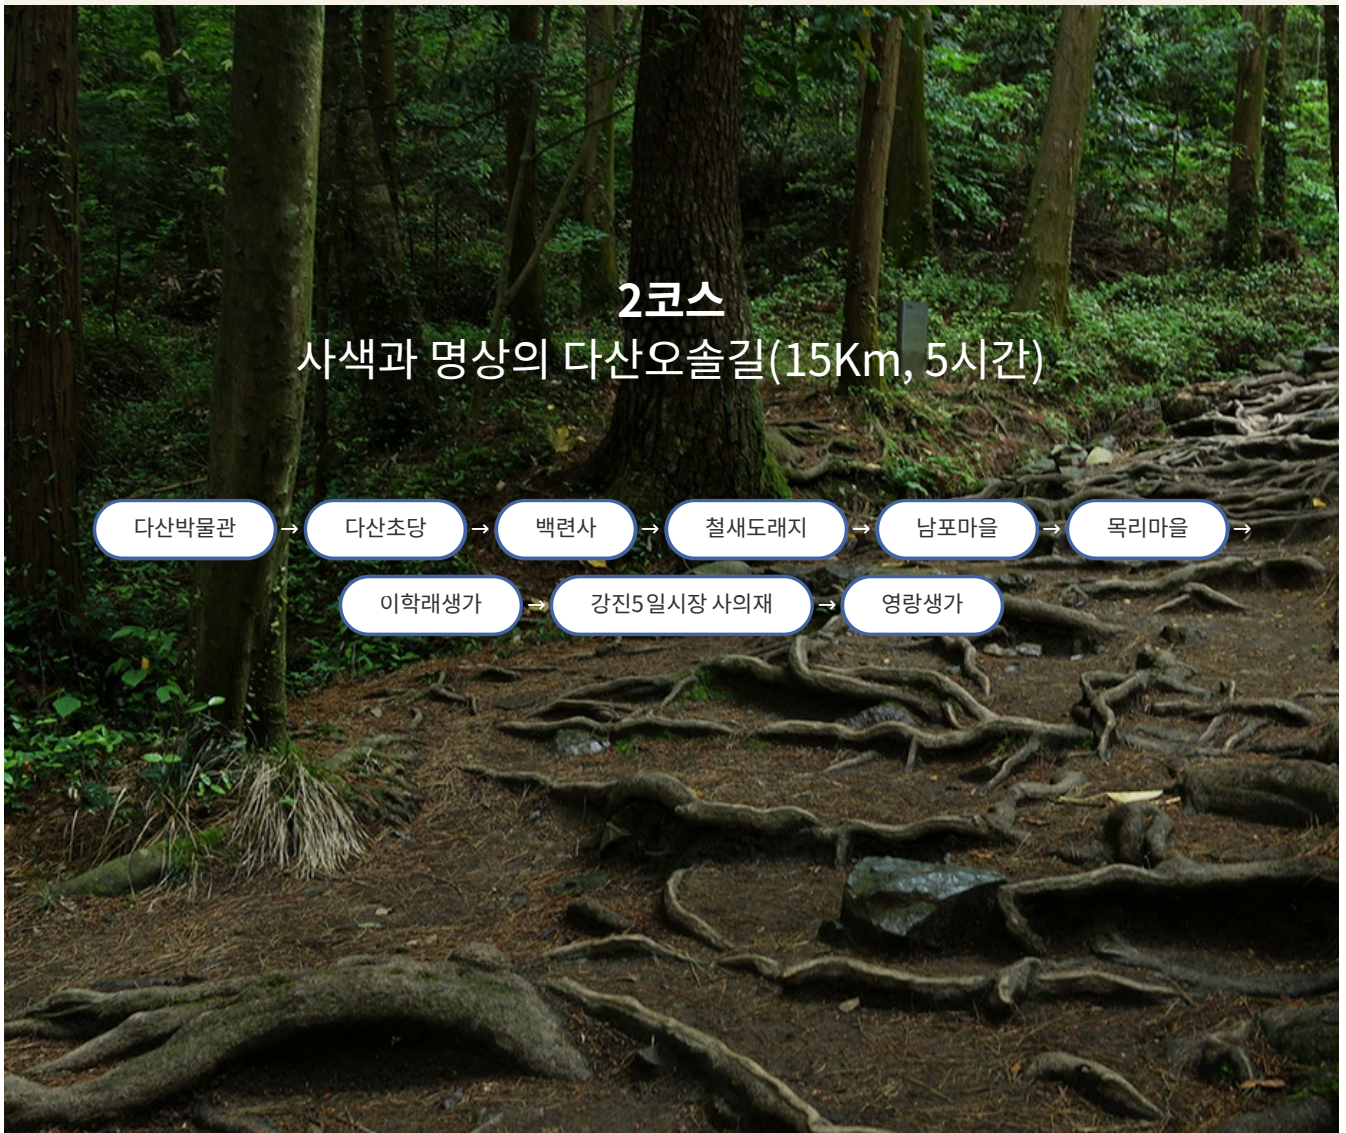 2코스
사색과 명상의 다산오솔길(15Km, 5시간)
다산박물관 → 다산초당 → 백련사 → 철새도래지 → 남포마을 → 목리마을 →
이학래생가 → 강진5일시장 사의재 → 영랑생가